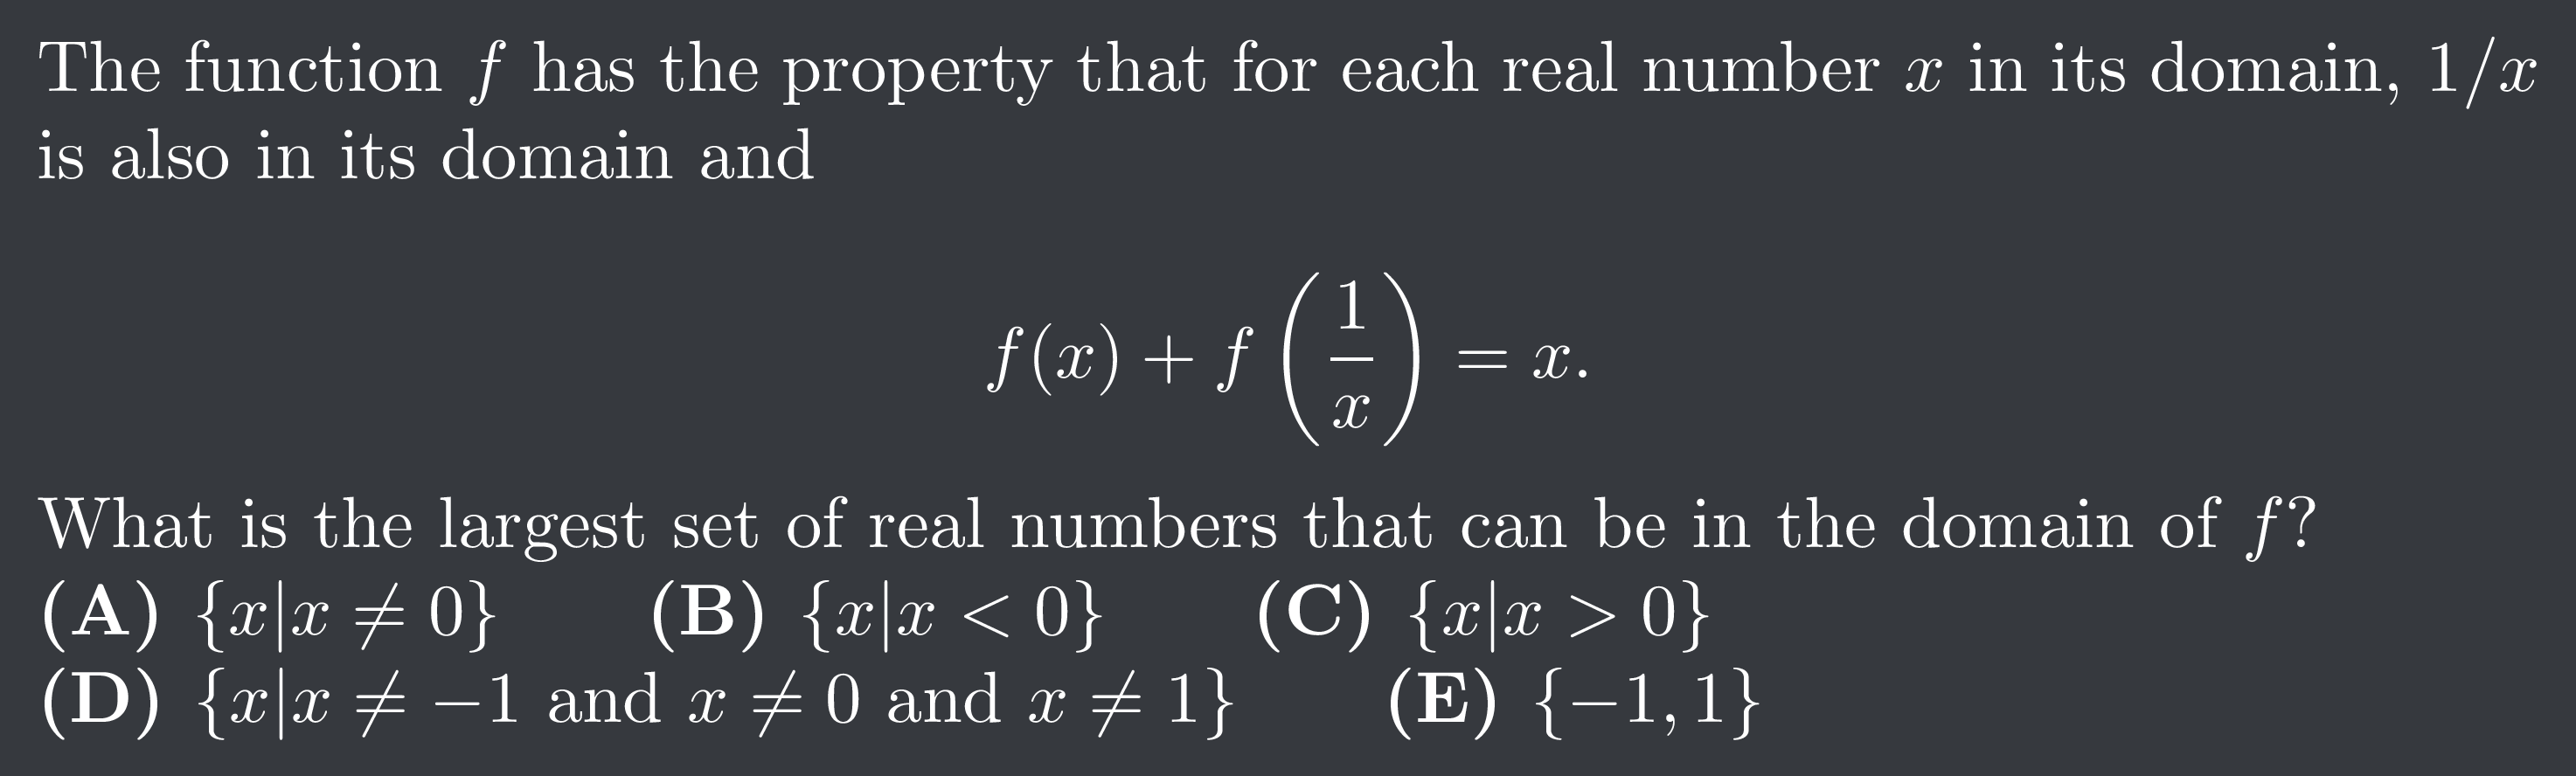 The function f has the property that for each real number x in its domain, 1/x
is also in its domain and
f(x) + f(1/x) = x.
What is the largest set of real numbers that can be in the domain of f?
(A) {x|x ≠ 0} (B) {x|x < 0} (C) {x|x > 0}
(D) {x|x ≠ −1 and x ≠ 0 and x ≠ 1} (E) {−1, 1}